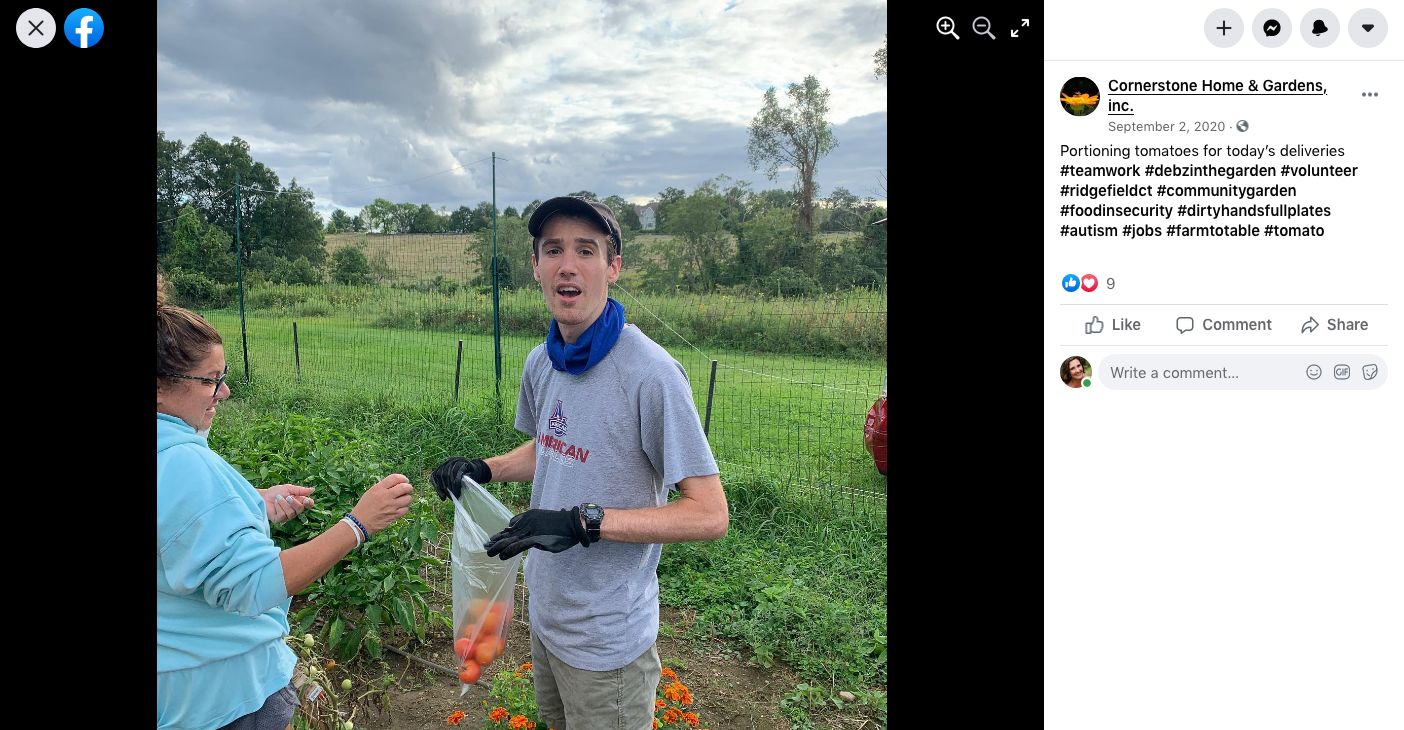 Cornerstone Home & Gardens,
inc.
September 2, 2020 ·
Portioning tomatoes for today's deliveries
#teamwork #debzinthegarden #volunteer
#ridgefieldct #communitygarden
#foodinsecurity #dirtyhandsfullplates
#autism #jobs #farmtotable #tomato
9
Like Comment Share
Write a comment...
GIF